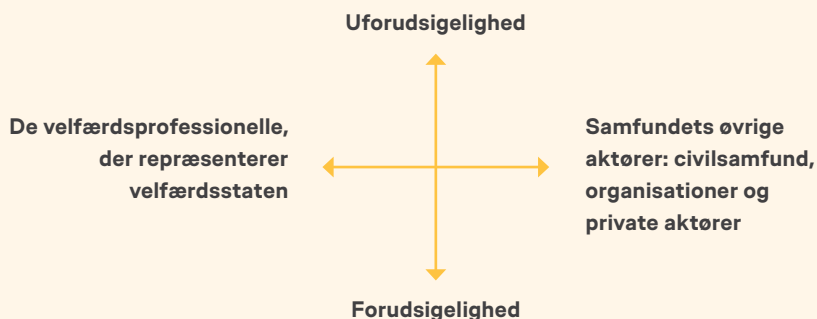 Uforudsigelighed
De velfærdsprofessionelle,
der repræsenterer
velfærdsstaten
Samfundets øvrige
aktører: civilsamfund,
organisationer og
private aktører
Forudsigelighed